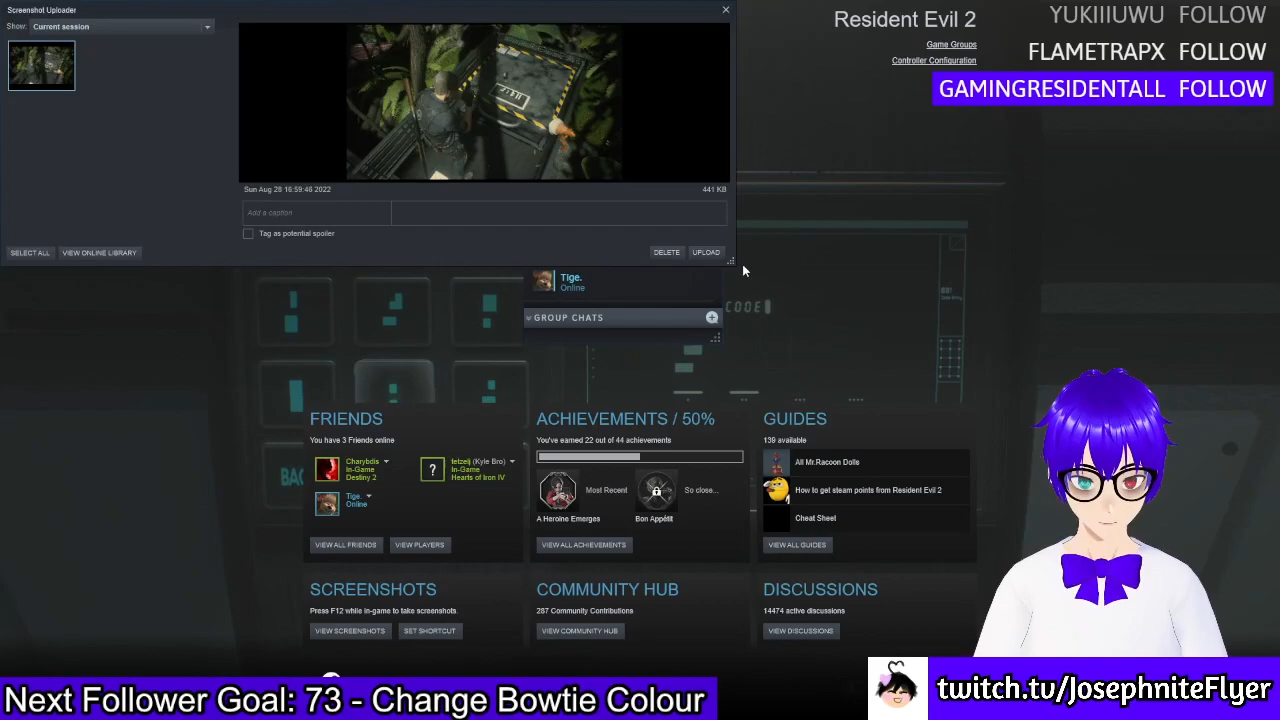 Screenshot Uploader
Show: Current session
Sun Aug 28 16:59:46 2022
441 KB
Add a caption
Tag as potential spoiler
SELECT ALL
VIEW ONLINE LIBRARY
DELETE
UPLOAD
Resident Evil 2
Game Groups
Controller Configuration
YUKIIIUWU FOLLOW
FLAMETRAPX FOLLOW
GAMINGRESIDENTALL FOLLOW
Tige.
Online
GROUP CHATS
CODE
BAC
FRIENDS
You have 3 Friends online
Charybdis
In-Game
Destiny 2
tetzelj (Kyle Bro)
In-Game
Hearts of Iron IV
Tige.
Online
VIEW ALL FRIENDS
VIEW PLAYERS
ACHIEVEMENTS / 50%
You've earned 22 out of 44 achievements
Most Recent
So close...
A Heroine Emerges
Bon Appétit
VIEW ALL ACHIEVEMENTS
GUIDES
139 available
All Mr.Racoon Dolls
How to get steam points from Resident Evil 2
Cheat Sheet
VIEW ALL GUIDES
SCREENSHOTS
Press F12 while in-game to take screenshots.
VIEW SCREENSHOTS
SET SHORTCUT
COMMUNITY HUB
287 Community Contributions
VIEW COMMUNITY HUB
DISCUSSIONS
14474 active discussions
VIEW DISCUSSIONS
Next Follower Goal: 73 - Change Bowtie Colour
twitch.tv/JosephniteFlyer